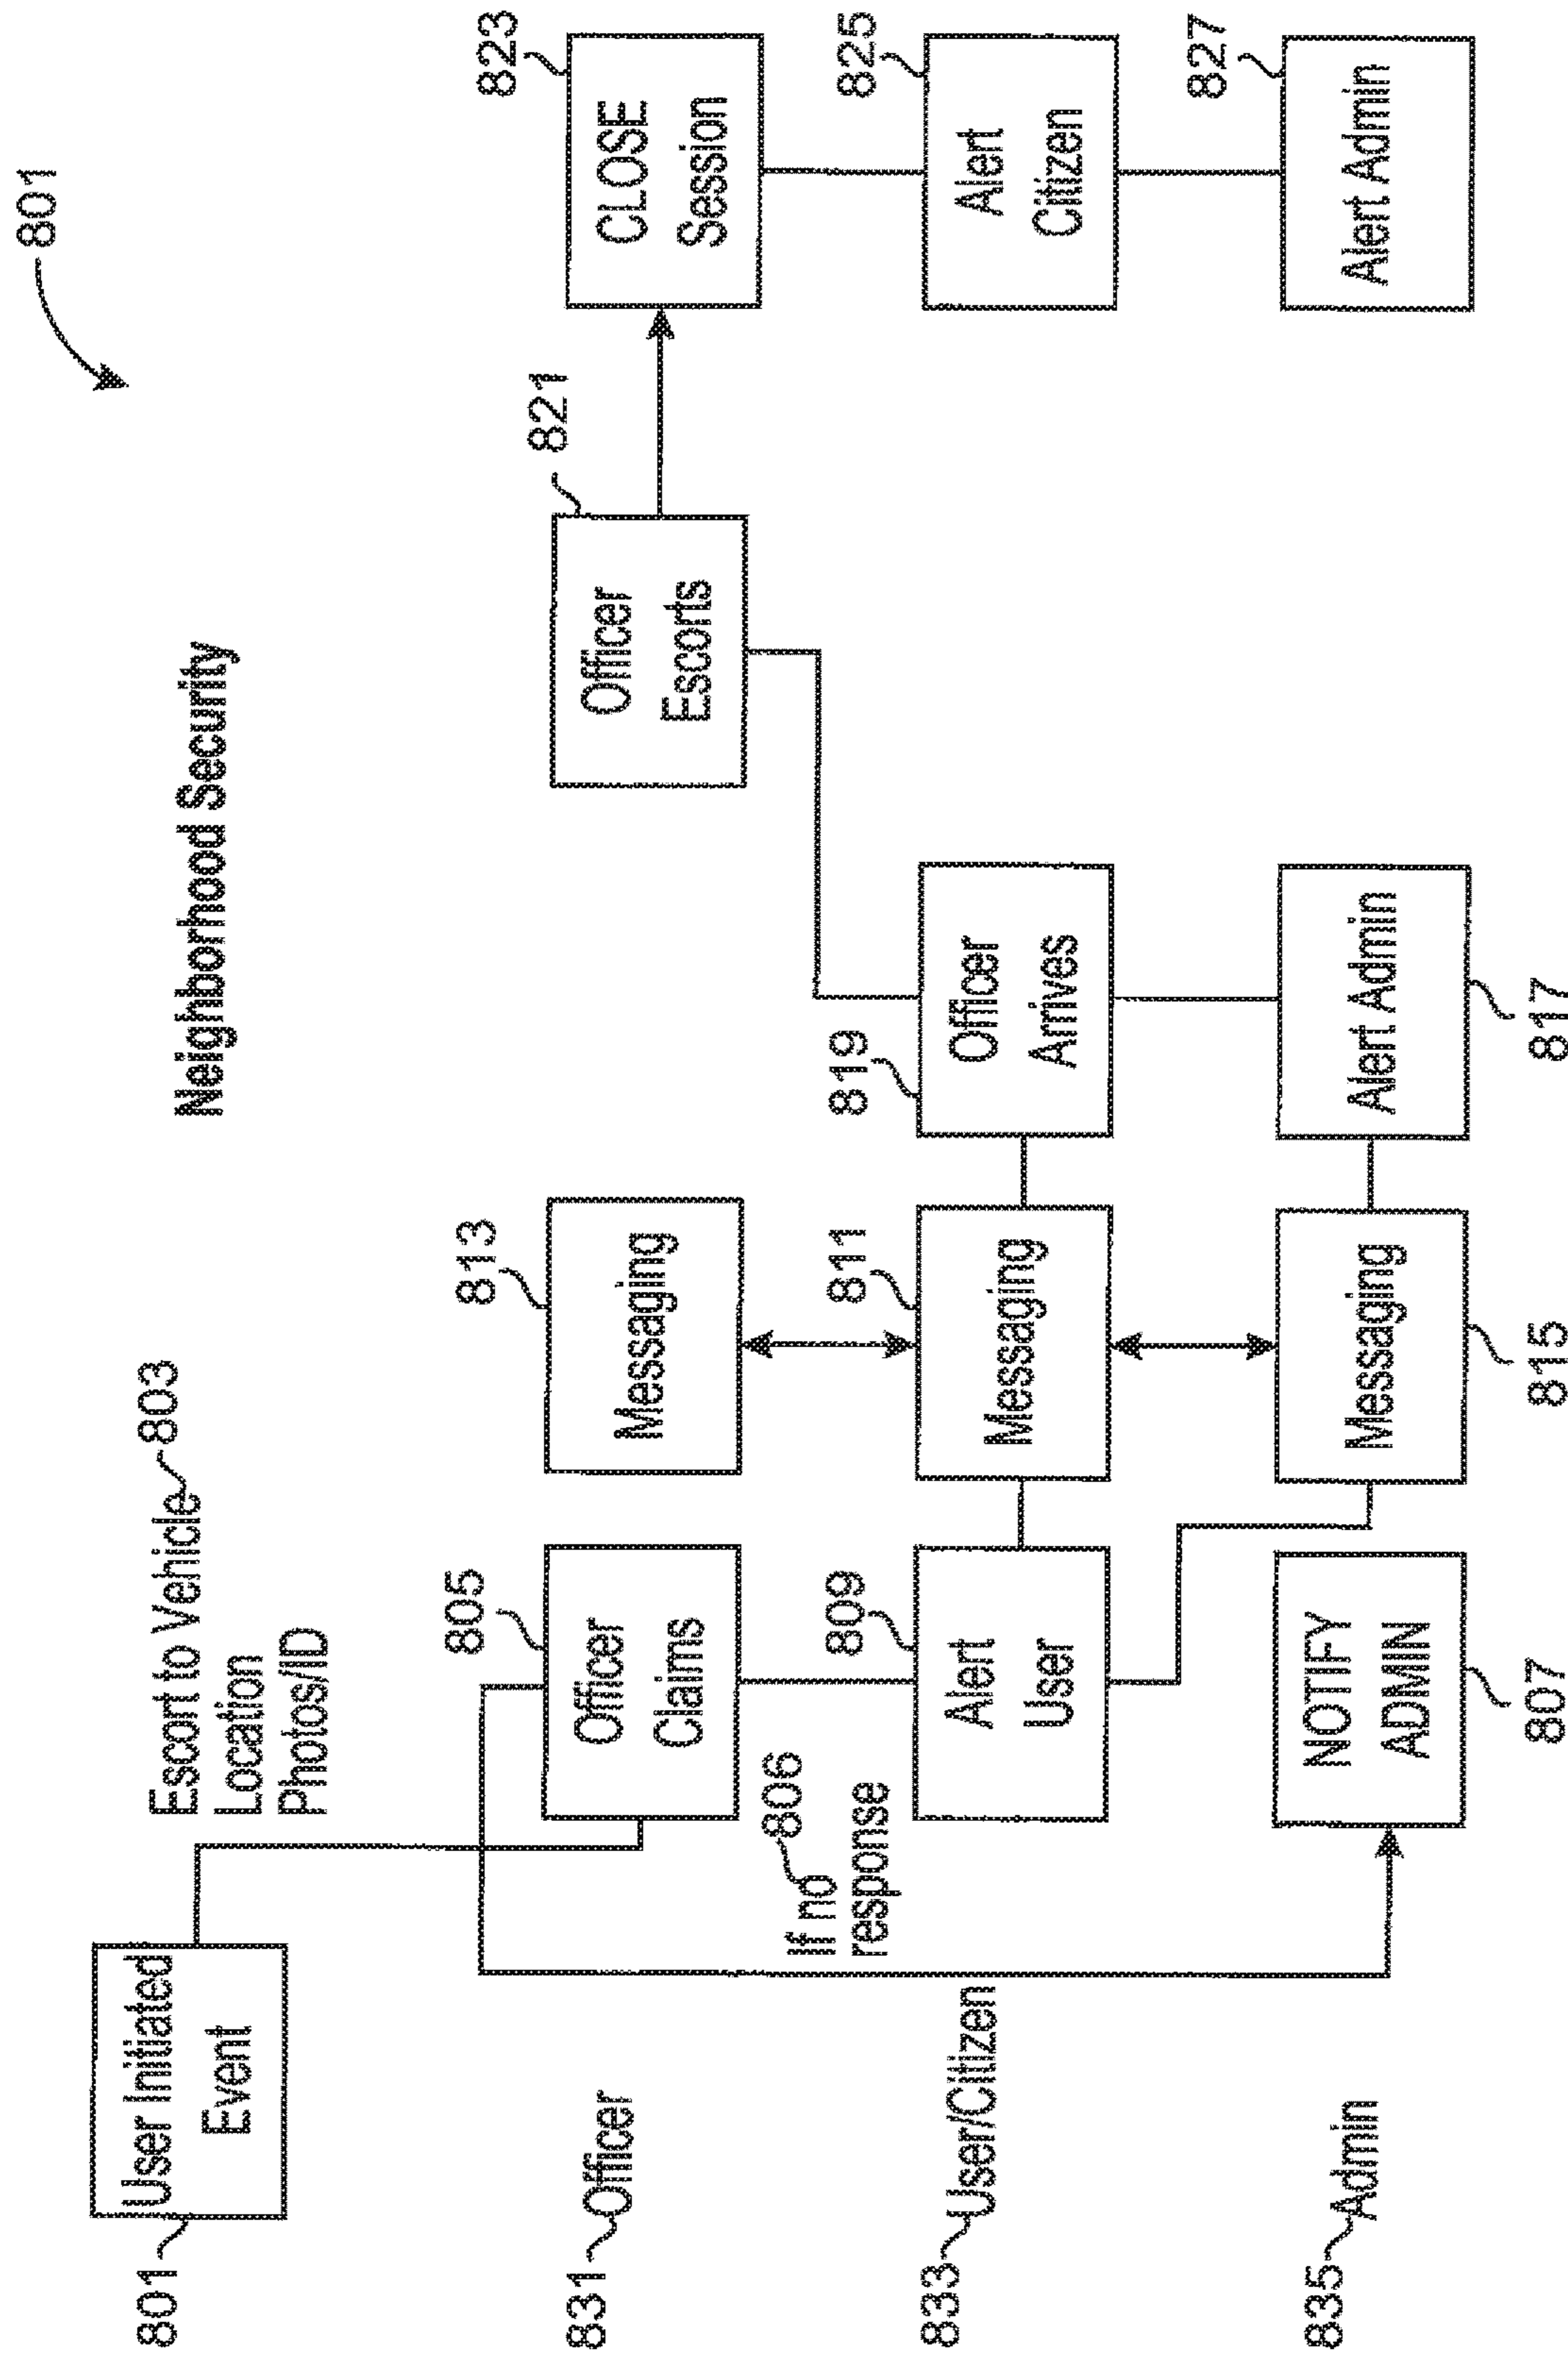 Neighborhood Security
801
801
User Initiated
Event
Escort to Vehicle 803
Location
Photos/ID
831 Officer
805
Officer
Claims
813
Messaging
821
Officer
Escorts
823
CLOSE
Session
806
If no
response
833 User/Citizen
809
Alert
User
811
Messaging
819
Officer
Arrives
825
Alert
Citizen
835 Admin
NOTIFY
ADMIN
807
Messaging
815
Alert Admin
817
827
Alert Admin